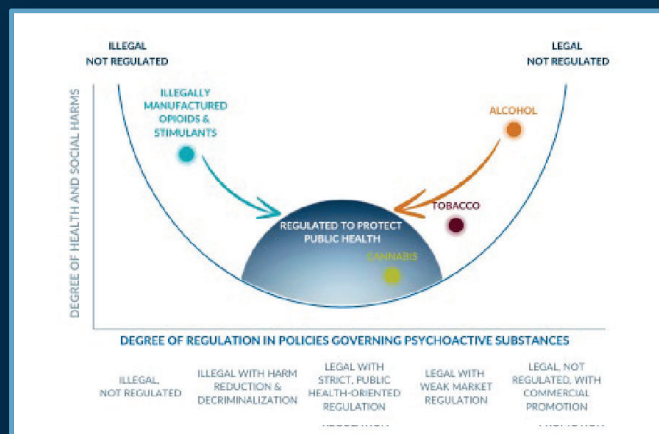 ILLEGAL
NOT REGULATED
LEGAL
NOT REGULATED
ILLEGALLY
MANUFACTURED
OPIOIDS &
STIMULANTS
ALCOHOL
TOBACCO
REGULATED TO PROTECT
PUBLIC HEALTH
CANNABIS
DEGREE OF HEALTH AND SOCIAL HARMS
DEGREE OF REGULATION IN POLICIES GOVERNING PSYCHOACTIVE SUBSTANCES
ILLEGAL,
NOT REGULATED
ILLEGAL WITH HARM
REDUCTION &
DECRIMINALIZATION
LEGAL WITH
STRICT, PUBLIC
HEALTH-ORIENTED
REGULATION
LEGAL WITH
WEAK MARKET
REGULATION
LEGAL, NOT
REGULATED, WITH
COMMERCIAL
PROMOTION